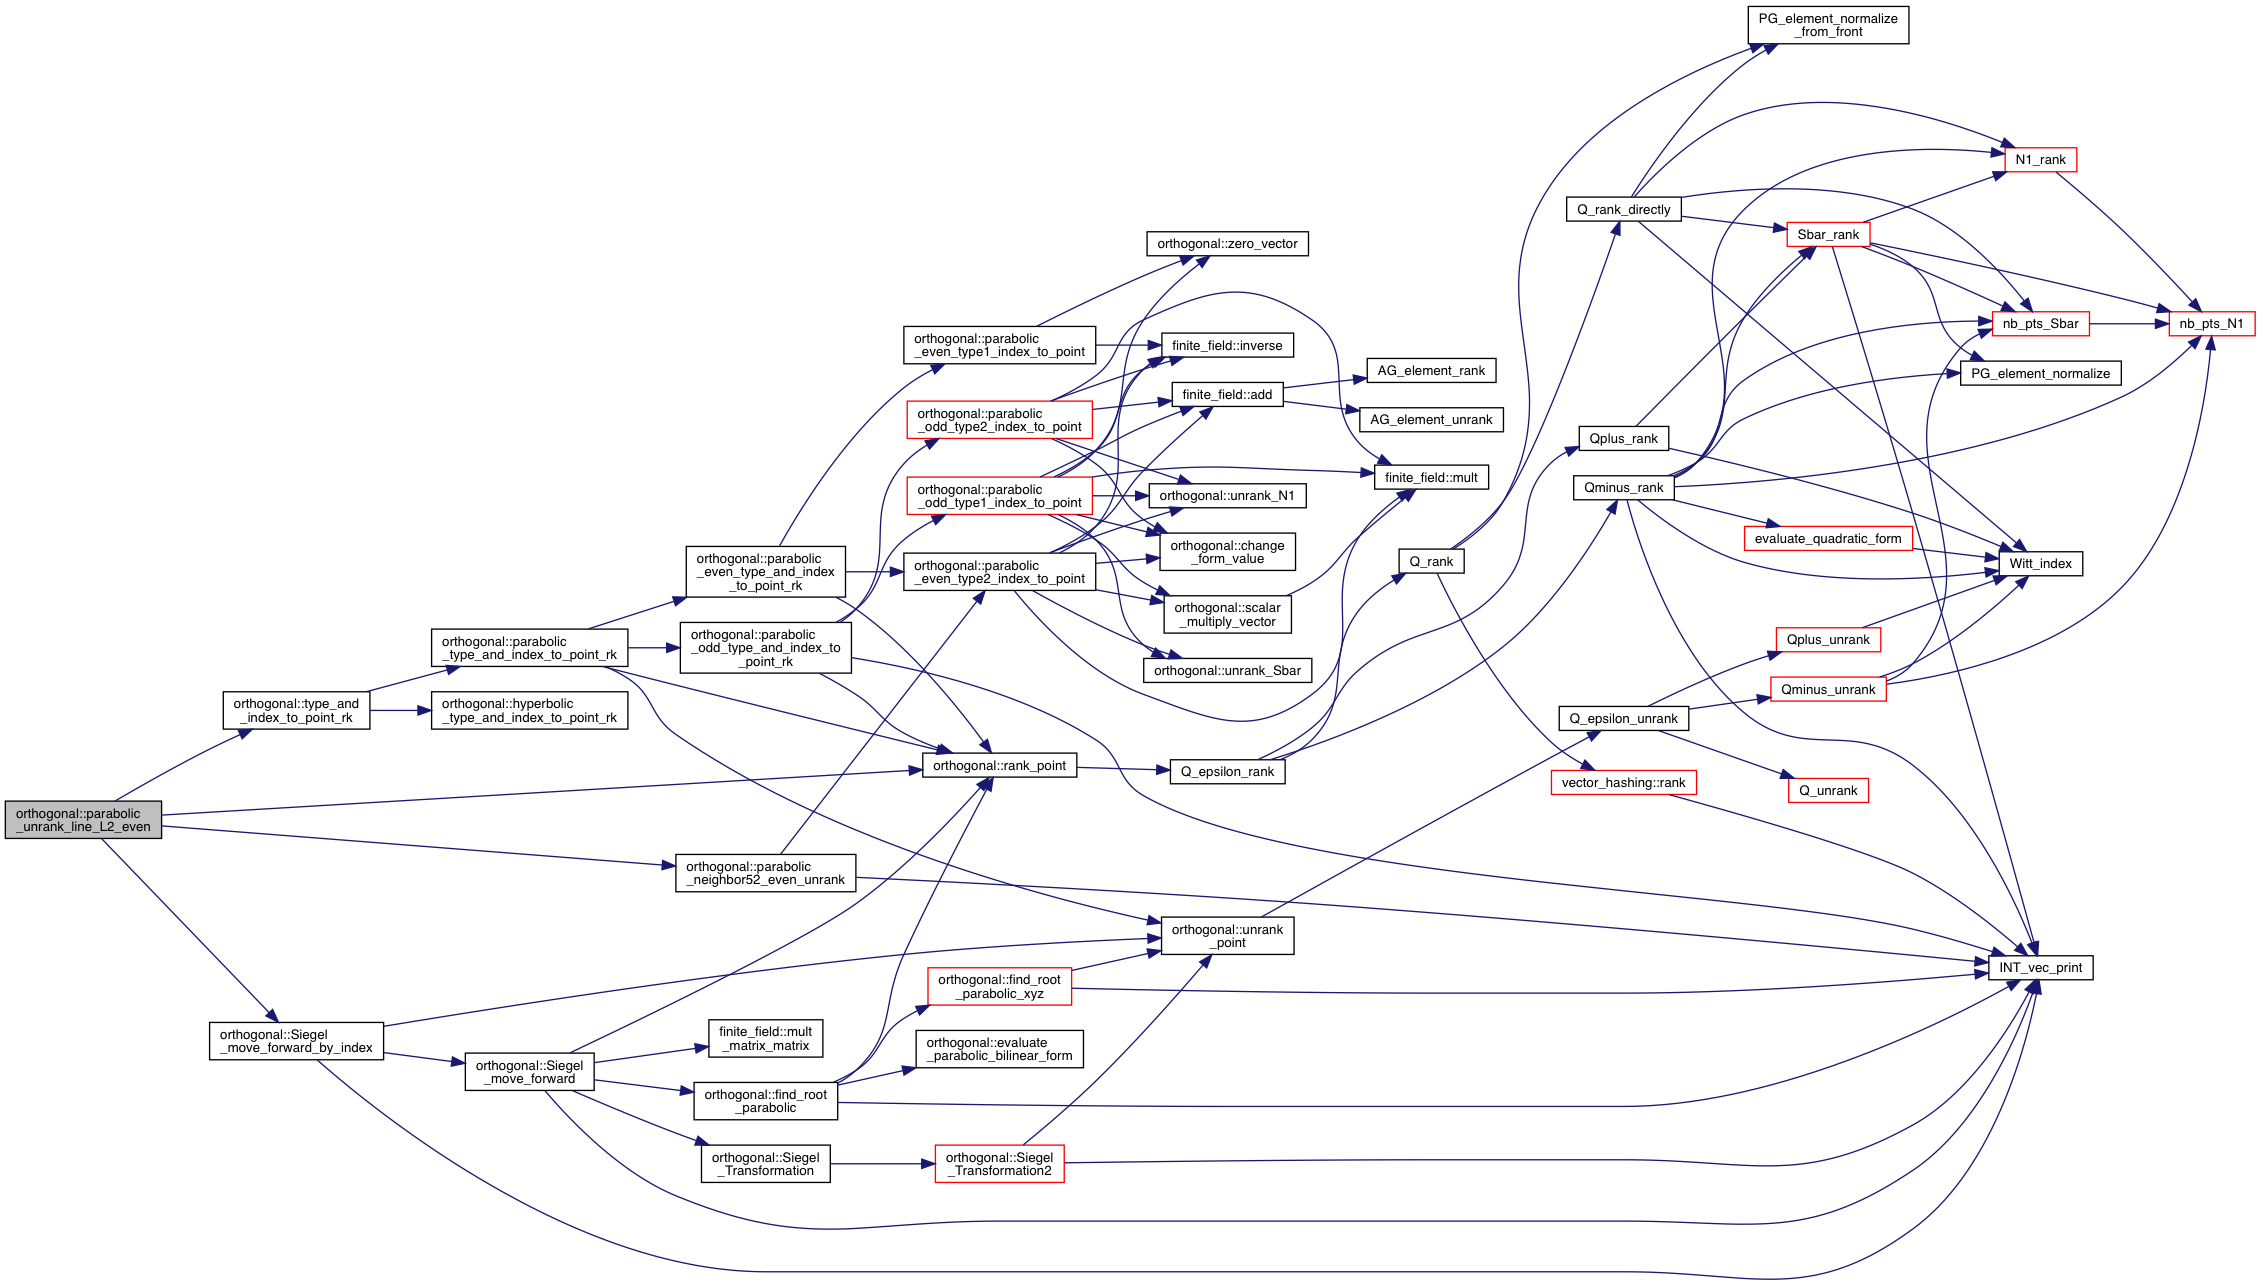 orthogonal::parabolic
_unrank_line_L2_even
orthogonal::type_and
_index_to_point_rk
orthogonal::Siegel
_move_forward_by_index
orthogonal::parabolic
_type_and_index_to_point_rk
orthogonal::hyperbolic
_type_and_index_to_point_rk
orthogonal::Siegel
_move_forward
orthogonal::parabolic
_even_type_and_index
_to_point_rk
orthogonal::parabolic
_odd_type_and_index_to
_point_rk
orthogonal::parabolic
_neighbor52_even_unrank
finite_field::mult
_matrix_matrix
orthogonal::find_root
_parabolic
orthogonal::Siegel
_Transformation
orthogonal::parabolic
_even_type1_index_to_point
orthogonal::parabolic
_odd_type2_index_to_point
orthogonal::parabolic
_odd_type1_index_to_point
orthogonal::parabolic
_even_type2_index_to_point
orthogonal::rank_point
orthogonal::find_root
_parabolic_xyz
orthogonal::evaluate
_parabolic_bilinear_form
orthogonal::Siegel
_Transformation2
orthogonal::zero_vector
finite_field::inverse
finite_field::add
orthogonal::unrank_N1
orthogonal::change
_form_value
orthogonal::scalar
_multiply_vector
orthogonal::unrank_Sbar
Q_epsilon_rank
orthogonal::unrank
_point
AG_element_rank
AG_element_unrank
finite_field::mult
Q_rank
Q_rank_directly
Qplus_rank
Qminus_rank
Q_epsilon_unrank
vector_hashing::rank
PG_element_normalize
_from_front
Sbar_rank
evaluate_quadratic_form
Qplus_unrank
Qminus_unrank
Q_unrank
N1_rank
nb_pts_Sbar
PG_element_normalize
Witt_index
INT_vec_print
nb_pts_N1